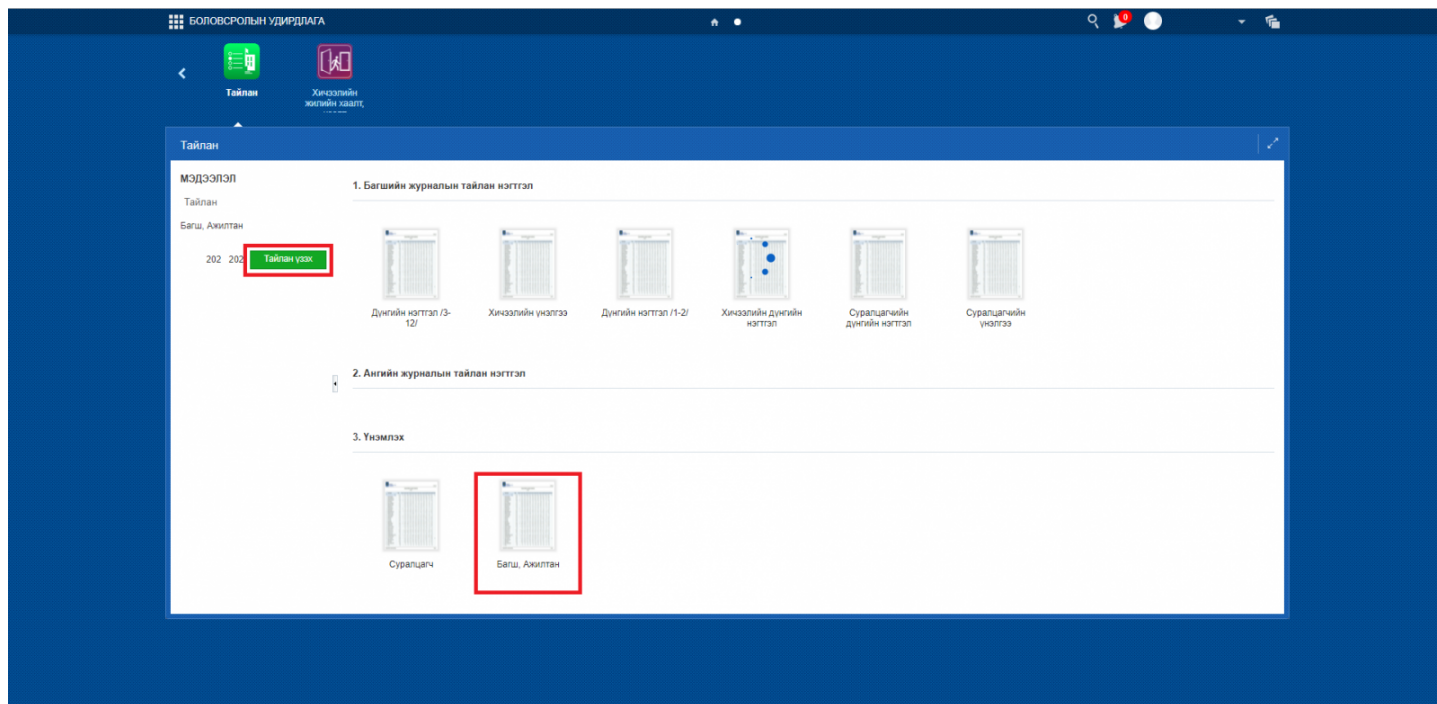 БОЛОВСРОЛЫН УДИРДЛАГА
0
Тайлан
Хичээлийн
жилийн хаалт,
Тайлан
МЭДЭЭЛЭЛ
Тайлан
Багш, Ажилтан
202 202 Тайлан үзэх
1. Багшийн журналын тайлан нэгтгэл
Дүнгийн нэгтгэл /3-
12/
Хичээлийн үнэлгээ
Дүнгийн нэгтгэл /1-2/
Хичээлийн дүнгийн
нэгтгэл
Суралцагчийн
дүнгийн нэгтгэл
Суралцагчийн
үнэлгээ
2. Ангийн журналын тайлан нэгтгэл
3. Үнэмлэх
Суралцагч
Багш, Ажилтан